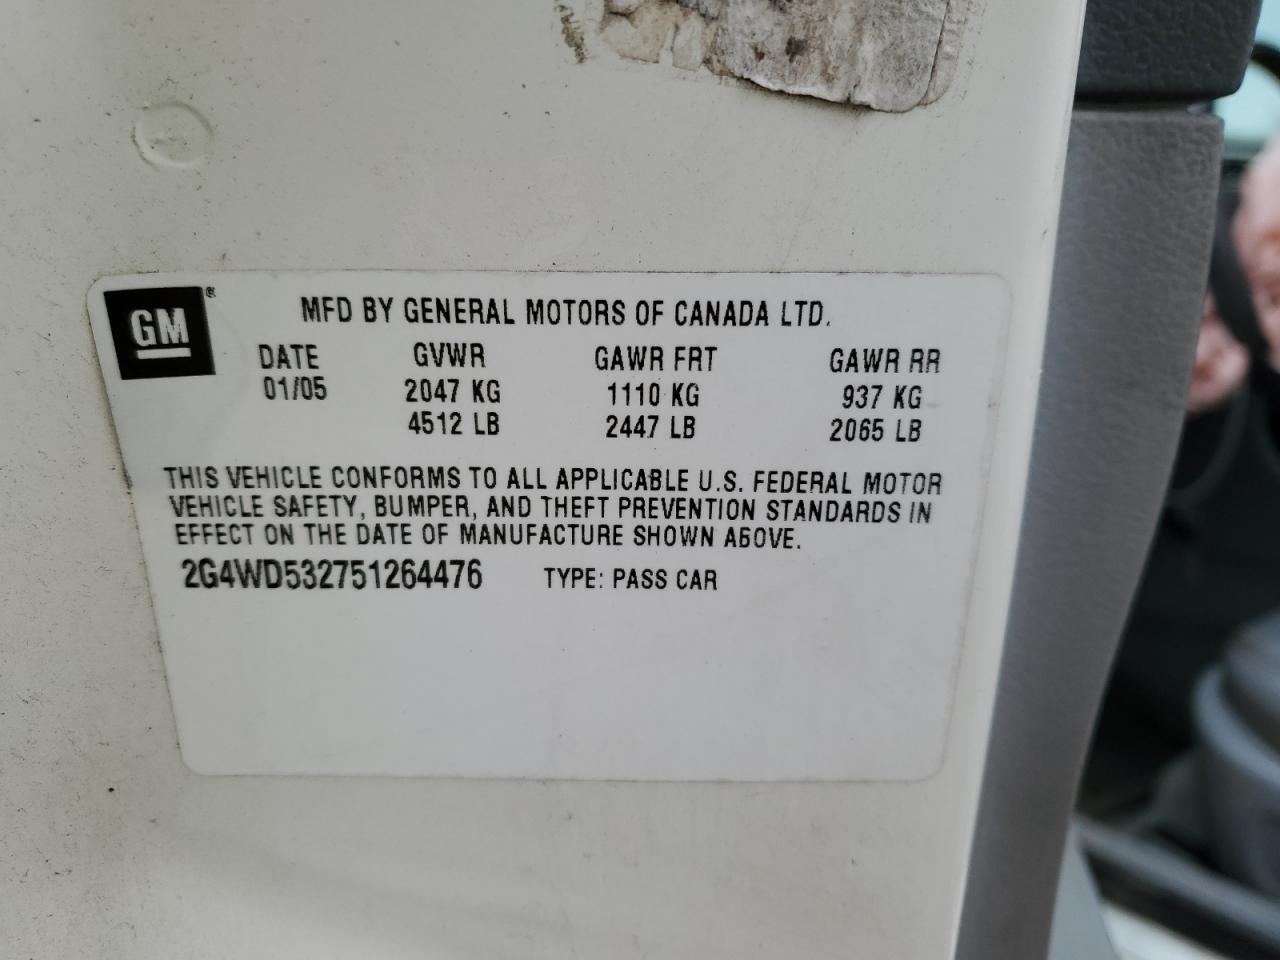 GM®
MFD BY GENERAL MOTORS OF CANADA LTD.
DATE GVWR GAWR FRT GAWR RR
01/05 2047 KG 1110 KG 937 KG
4512 LB 2447 LB 2065 LB
THIS VEHICLE CONFORMS TO ALL APPLICABLE U.S. FEDERAL MOTOR
VEHICLE SAFETY, BUMPER, AND THEFT PREVENTION STANDARDS IN
EFFECT ON THE DATE OF MANUFACTURE SHOWN ABOVE.
2G4WD532751264476 TYPE: PASS CAR